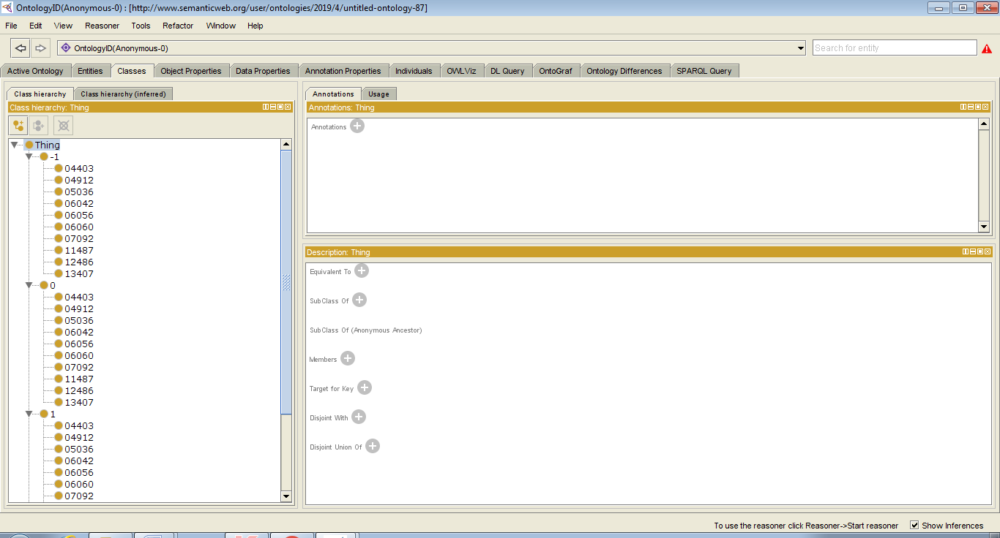 OntologyID(Anonymous-0) : [http://www.semanticweb.org/user/ontologies/2019/4/untitled-ontology-87]
File Edit View Reasoner Tools Refactor Window Help
OntologyID(Anonymous-0) Search for entity
Active Ontology Entities Classes Object Properties Data Properties Annotation Properties Individuals OWLViz DL Query OntoGraf Ontology Differences SPARQL Query
Class hierarchy Class hierarchy (inferred)
Class hierarchy: Thing
Thing
-1
04403
04912
05036
06042
06056
06060
07092
11487
12486
13407
0
04403
04912
05036
06042
06056
06060
07092
11487
12486
13407
1
04403
04912
05036
06042
06056
06060
07092
Annotations Usage
Annotations: Thing
Annotations
Description: Thing
Equivalent To
SubClass Of
SubClass Of (Anonymous Ancestor)
Members
Target for Key
Disjoint With
Disjoint Union Of
To use the reasoner click Reasoner->Start reasoner Show Inferences